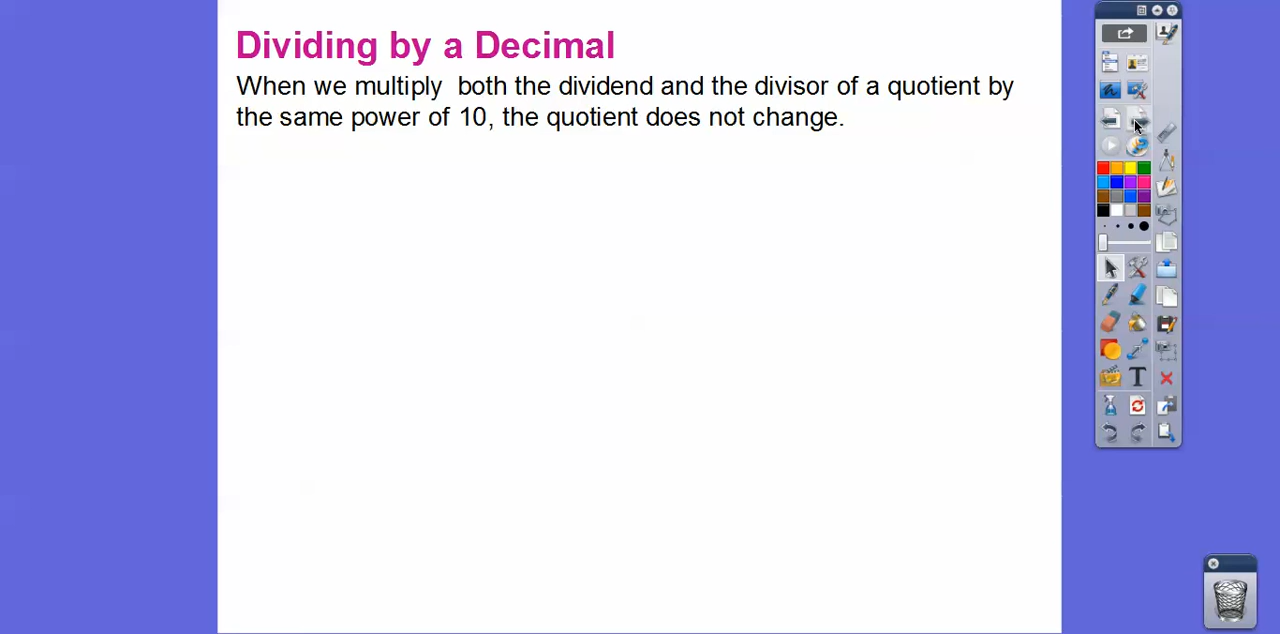 Dividing by a Decimal
When we multiply  both the dividend and the divisor of a quotient by
the same power of 10, the quotient does not change.
T